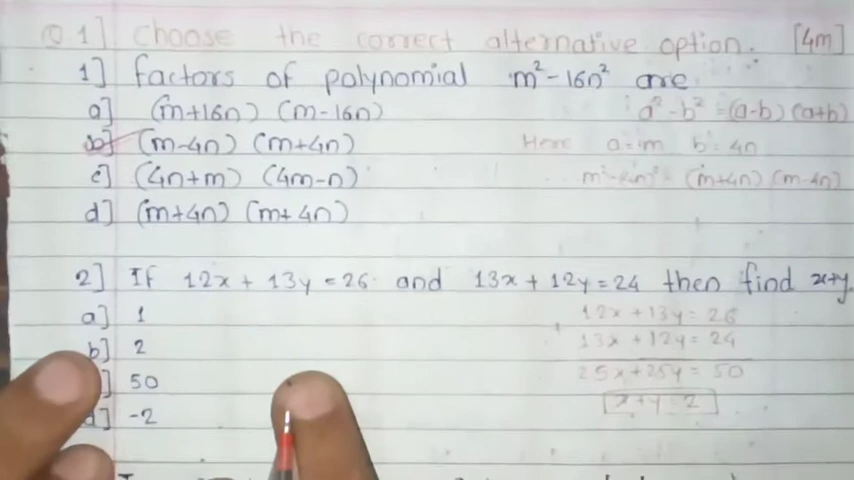 Q.1] Choose the correct alternative option. [4m]
1] factors of polynomial m² - 16n² are
a] (m+16n) (m-16n)
a² - b² = (a-b) (a+b)
b] (m-4n) (m+4n)
Here a=m b=4n
c] (4n+m) (4m-n)
(m+4n) (m-4n)
d] (m+4n) (m+4n)
2] If 12x + 13y = 26 and 13x + 12y = 24 then find x+y.
a] 1
12x + 13y = 26
b] 2
13x + 12y = 24
] 50
25x + 25y = 50
d] -2
x+y = 2